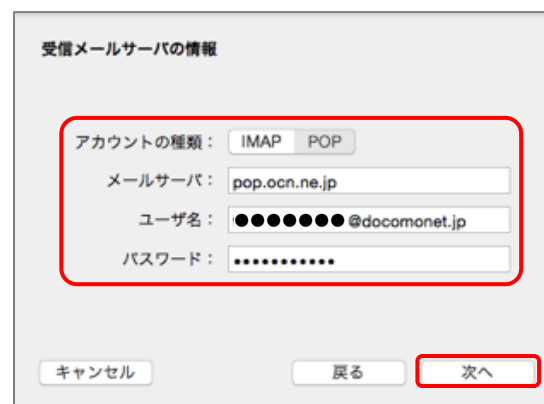 受信メールサーバの情報
アカウントの種類： IMAP POP
メールサーバ： pop.ocn.ne.jp
ユーザ名： ●●●●●●●@docomonet.jp
パスワード： •••••••••••
キャンセル 戻る 次へ